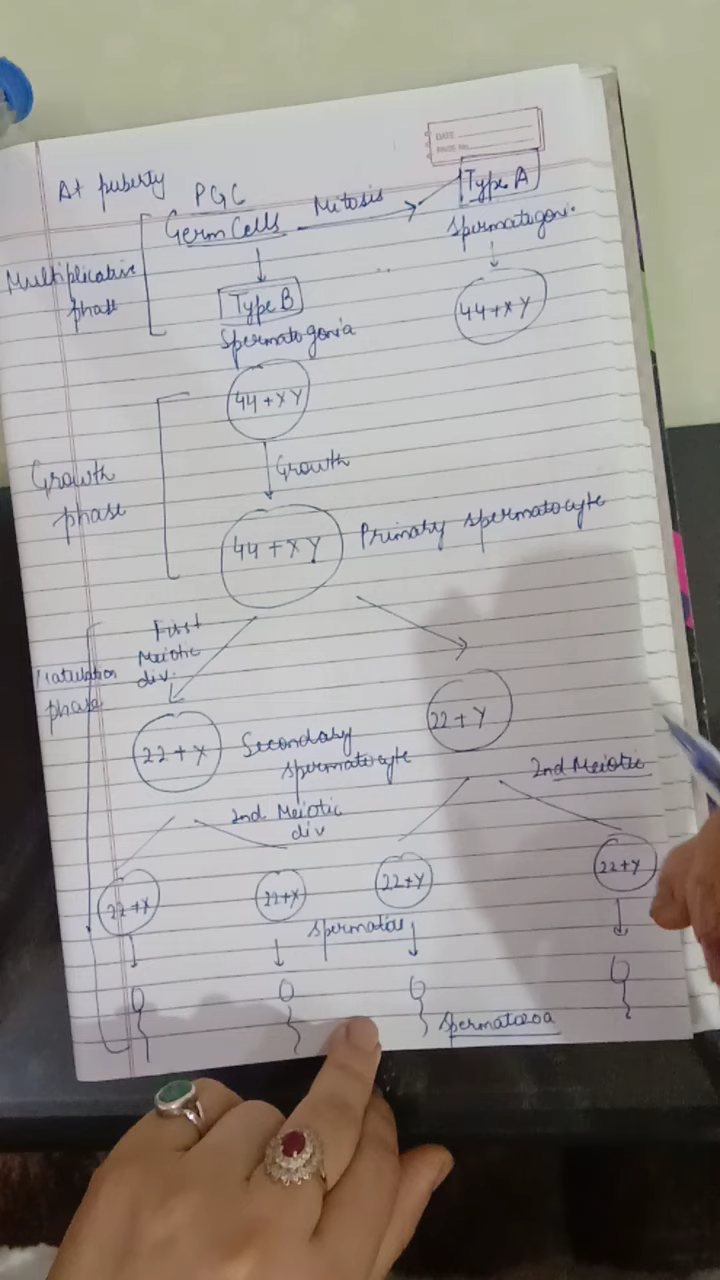 DATE
PAGE No.
At puberty
PGC
Germ Cells
Mitosis
Type A
Spermatogoni
Multiplicative
phase
Type B
Spermatogonia
44+XY
44+XY
Growth
Growth
phase
44+XY
Primary spermatocyte
First
Meiotic
div.
Maturation
phase
22+X
Secondary
spermatocyte
22+Y
2nd Meiotic
div
2nd Meiotic
22+X
22+X
22+Y
22+Y
Spermatozoa